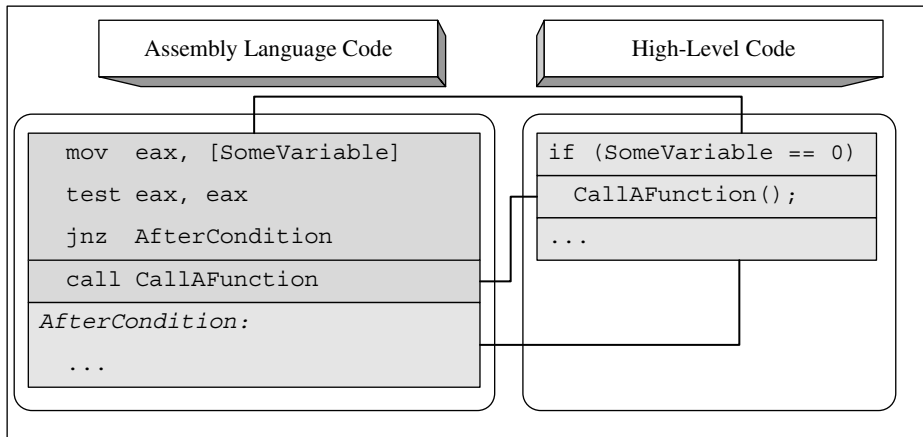 Assembly Language Code
High-Level Code
mov eax, [SomeVariable]
test eax, eax
jnz AfterCondition
call CallAFunction
AfterCondition:
...
if (SomeVariable == 0)
CallAFunction();
...